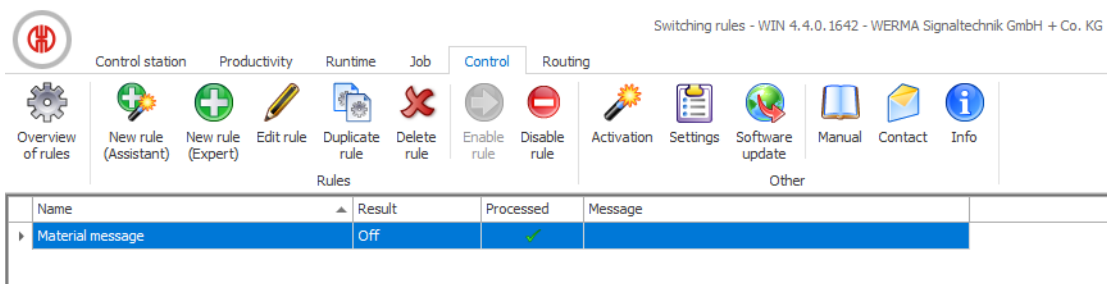 Switching rules - WIN 4.4.0.1642 - WERMA Signaltechnik GmbH + Co. KG
Control station Productivity Runtime Job Control Routing
Overview of rules
New rule (Assistant)
New rule (Expert)
Edit rule
Duplicate rule
Delete rule
Enable rule
Disable rule
Activation
Settings
Software update
Manual
Contact
Info
Rules
Other
Name Result Processed Message
Material message Off